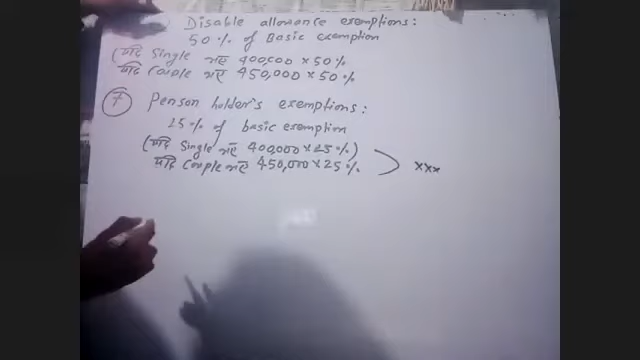 Disable allowance exemptions:
50% of Basic exemption
(यदि Single भए 400,000 × 50%
यदि Couple भए 450,000 × 50%
7 Penson holder's exemptions:
25% of basic exemption
(यदि Single भए 400,000 × 25%)
यदि Couple भए 450,000 × 25%
xxx